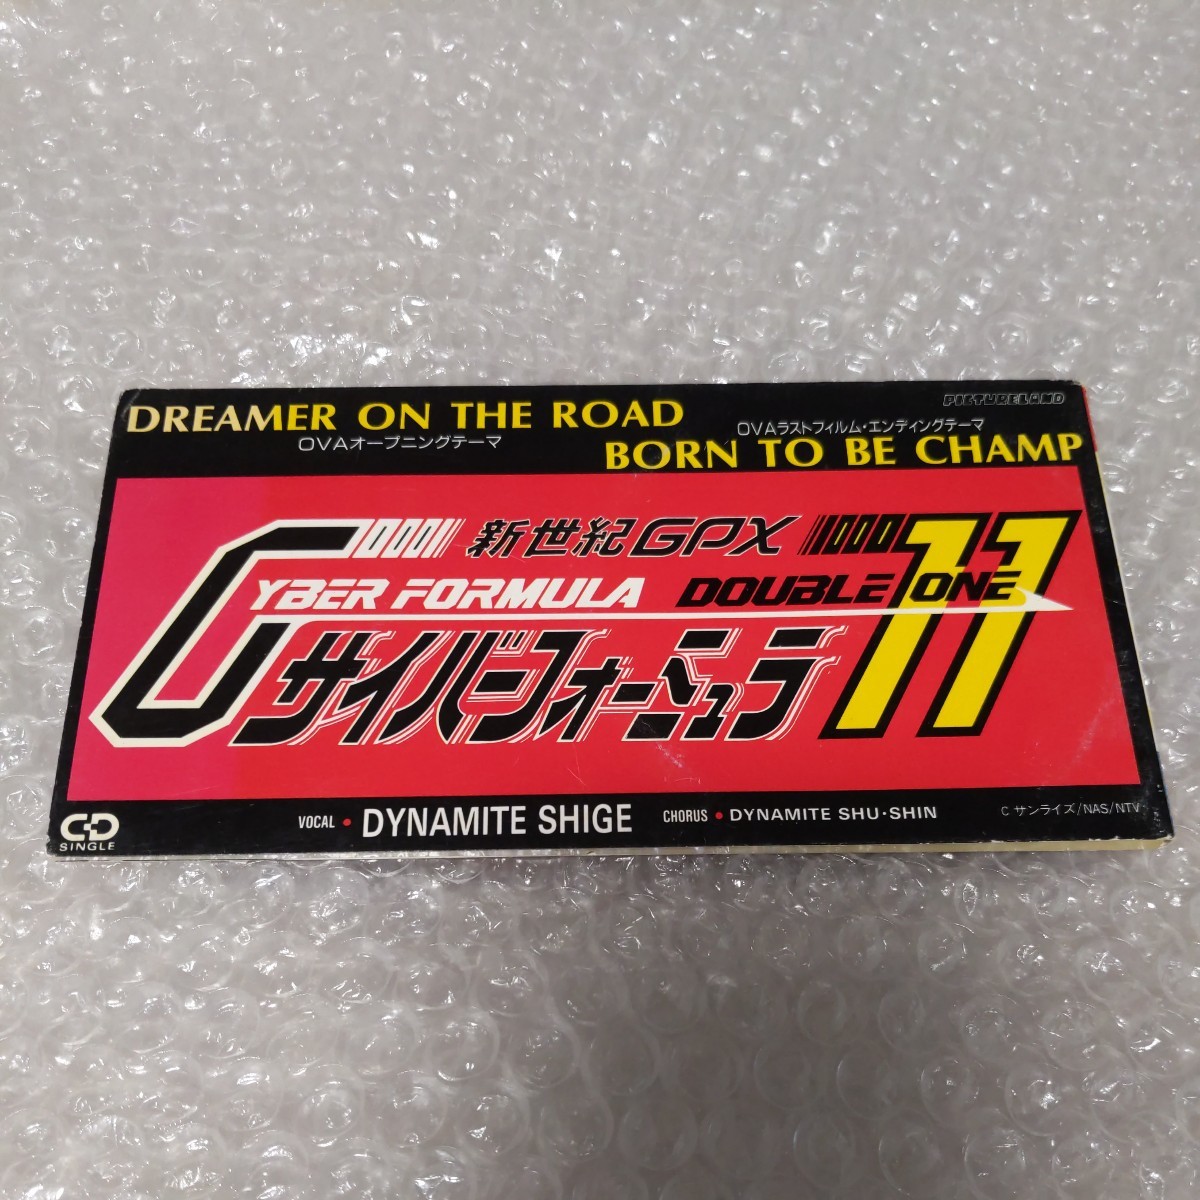 PICTURELAND
DREAMER ON THE ROAD
OVAオープニングテーマ
OVAラストフィルム・エンディングテーマ
BORN TO BE CHAMP
新世紀GPX
CYBER FORMULA DOUBLE ONE
サイバーフォーミュラ 11
CD
SINGLE
VOCAL • DYNAMITE SHIGE CHORUS • DYNAMITE SHU・SHIN
C サンライズ/NAS/NTV